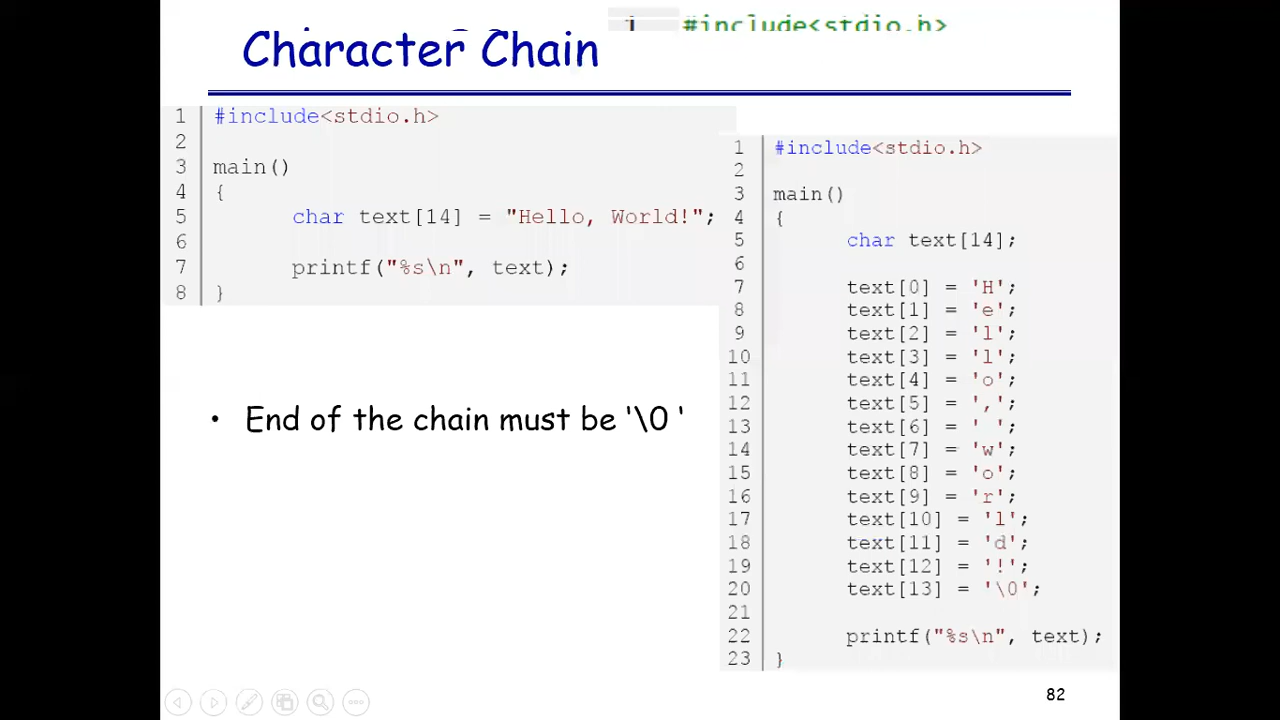 1 #include<stdio.h>
Character Chain
1 #include<stdio.h>
2
3 main()
4 {
5 char text[14] = "Hello, World!";
6
7 printf("%s\n", text);
8 }
• End of the chain must be '\0 '
1 #include<stdio.h>
2
3 main()
4 {
5 char text[14];
6
7 text[0] = 'H';
8 text[1] = 'e';
9 text[2] = 'l';
10 text[3] = 'l';
11 text[4] = 'o';
12 text[5] = ',';
13 text[6] = ' ';
14 text[7] = 'w';
15 text[8] = 'o';
16 text[9] = 'r';
17 text[10] = 'l';
18 text[11] = 'd';
19 text[12] = '!';
20 text[13] = '\0';
21
22 printf("%s\n", text);
23 }
82